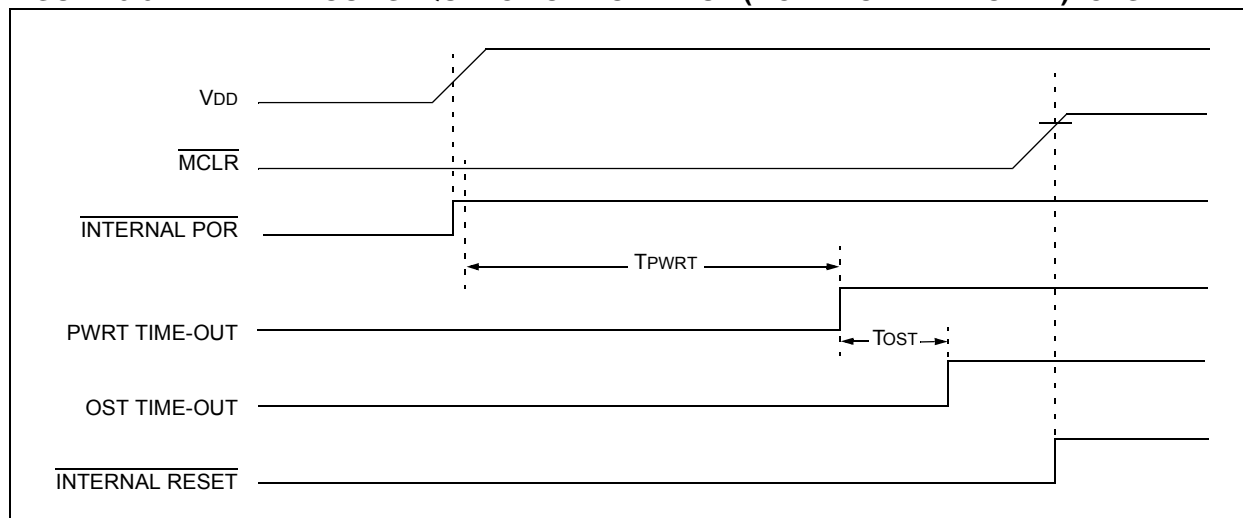 VDD
MCLR
INTERNAL POR
TPWRT
PWRT TIME-OUT
TOST
OST TIME-OUT
INTERNAL RESET